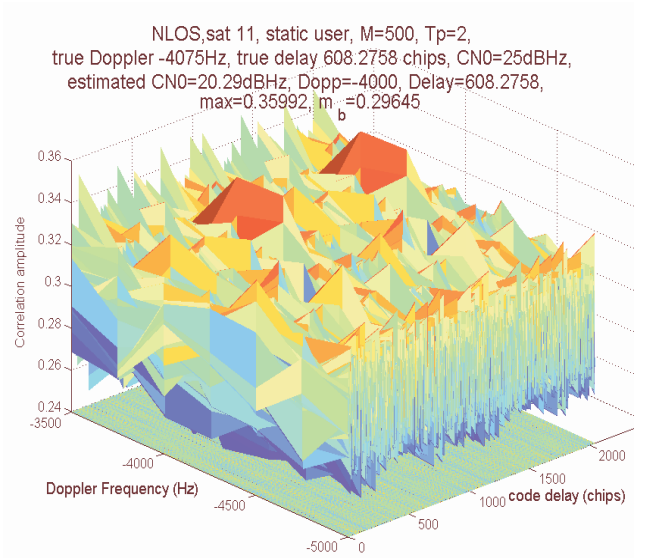 NLOS,sat 11, static user, M=500, Tp=2,
true Doppler -4075Hz, true delay 608.2758 chips, CN0=25dBHz,
estimated CN0=20.29dBHz, Dopp=-4000, Delay=608.2758,
max=0.35992, m_b=0.29645
0.36
0.34
0.32
0.3
0.28
0.26
0.24
Correlation amplitude
-3500
-4000
-4500
-5000
Doppler Frequency (Hz)
0
500
1000
1500
2000
code delay (chips)